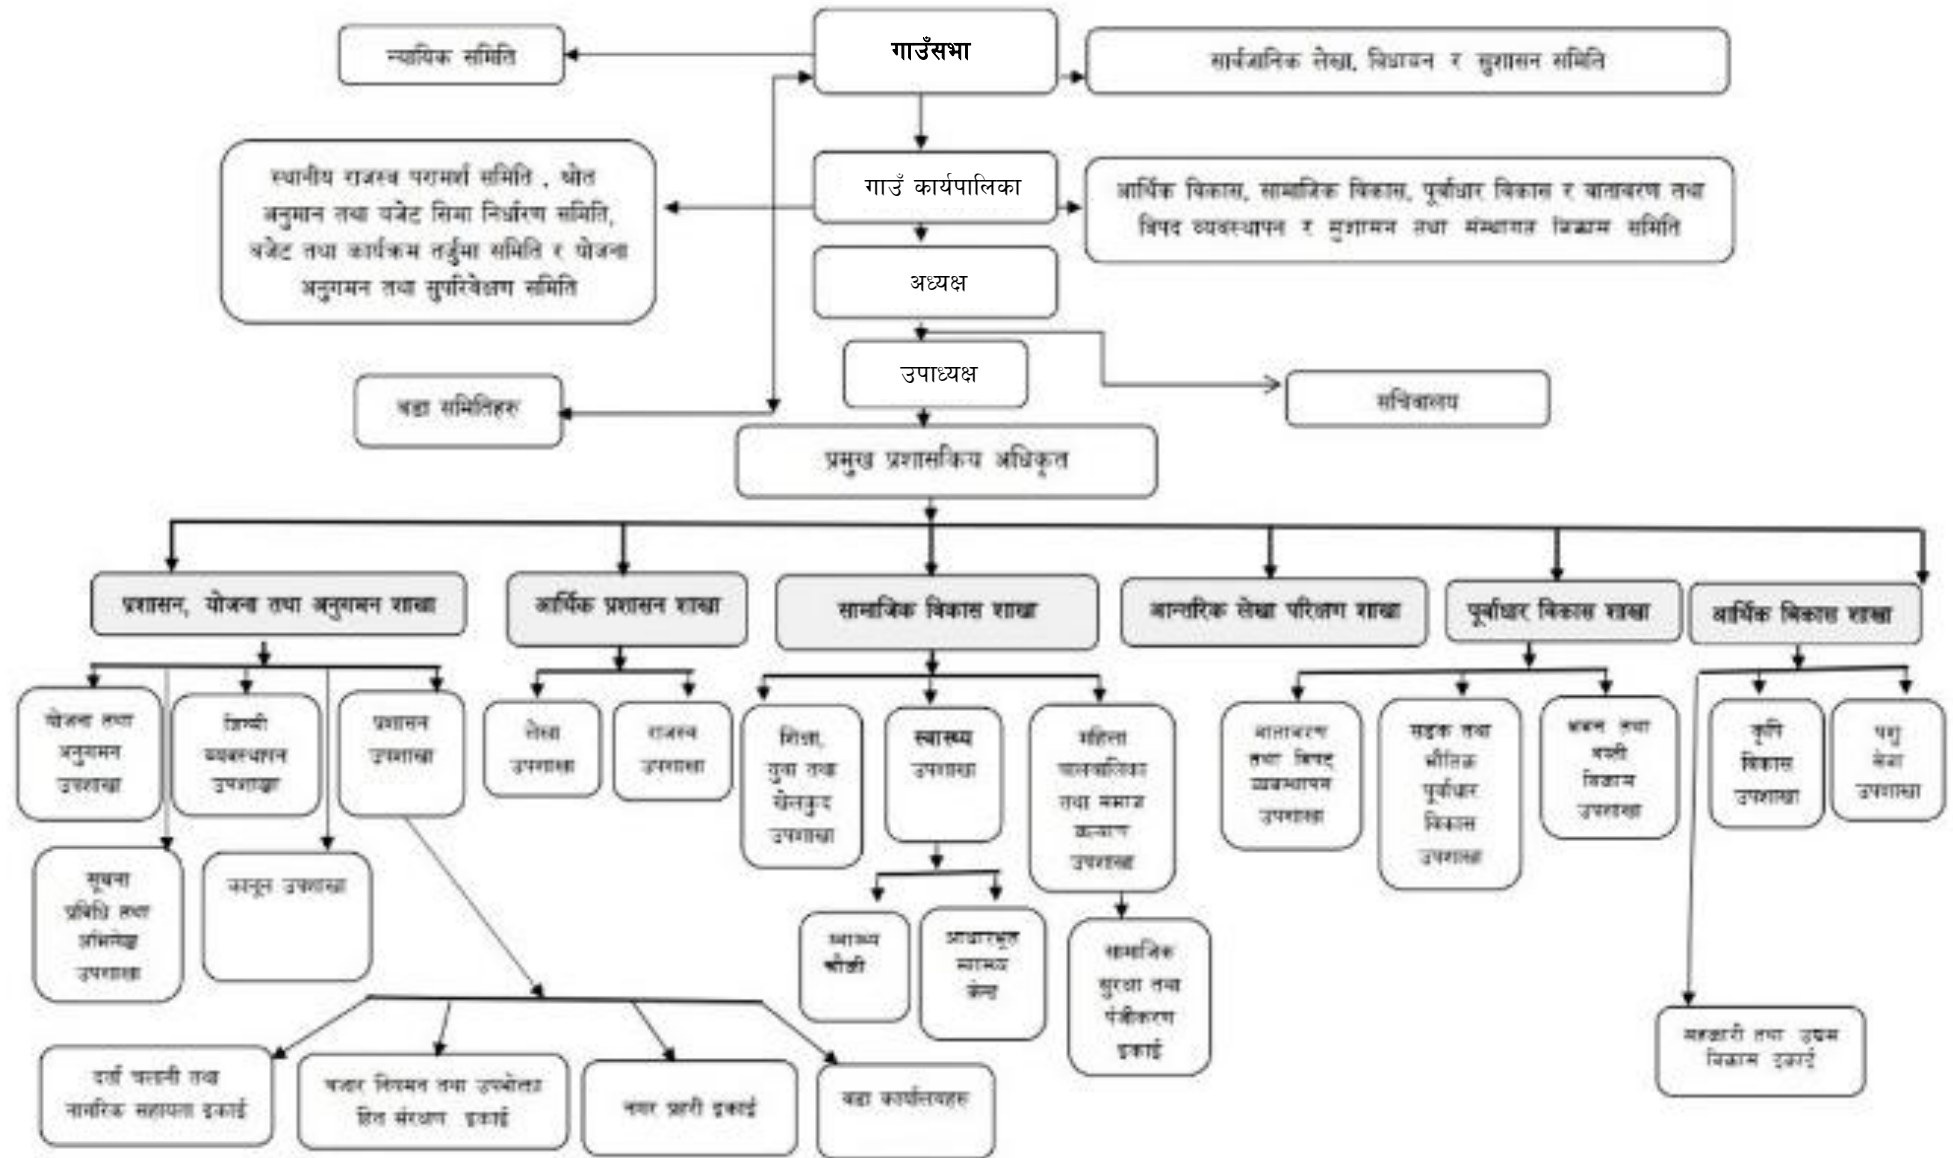 गाउँसभा
न्यायिक समिति
सार्वजानिक लेखा, विधायन र सुशासन समिति
गाउँ कार्यपालिका
स्थानीय राजस्व परामर्श समिति , श्रोत
अनुमान तथा बजेट सिमा निर्धारण समिति,
बजेट तथा कार्यक्रम तर्जुमा समिति र योजना
अनुगमन तथा सुपरिवेक्षण समिति
आर्थिक विकास, सामाजिक विकास, पूर्वाधार विकास र वातावरण तथा
विपद व्यवस्थापन र सुशासन तथा संस्थागत विकास समिति
अध्यक्ष
उपाध्यक्ष
वडा समितिहरु
सचिवालय
प्रमुख प्रशासकिय अधिकृत
प्रशासन, योजना तथा अनुगमन शाखा
आर्थिक प्रशासन शाखा
सामाजिक विकास शाखा
आन्तरिक लेखा परिक्षण शाखा
पूर्वाधार विकास शाखा
आर्थिक विकास शाखा
योजना तथा
अनुगमन
उपशाखा
जिन्सी
व्यवस्थापन
उपशाखा
प्रशासन
उपशाखा
लेखा
उपशाखा
राजस्व
उपशाखा
शिक्षा,
युवा तथा
खेलकुद
उपशाखा
स्वास्थ्य
उपशाखा
महिला
बालबालिका
तथा समाज
कल्याण
उपशाखा
वातावरण
तथा विपद्
व्यवस्थापन
उपशाखा
सडक तथा
भौतिक
पूर्वाधार
विकास
उपशाखा
भवन तथा
वस्ती
विकास
उपशाखा
कृषि
विकास
उपशाखा
पशु
सेवा
उपशाखा
सूचना
प्रबिधि तथा
अभिलेख
उपशाखा
कानून उपशाखा
स्वास्थ्य
चौकी
आधारभूत
स्वास्थ्य
केन्द्र
सामाजिक
सुरक्षा तथा
पंजीकरण
इकाई
सहकारी तथा उद्यम
विकास इकाई
दर्ता चलानी तथा
नागरिक सहायता इकाई
बजार नियमन तथा उपभोक्ता
हित संरक्षण इकाई
नगर प्रहरी इकाई
वडा कार्यालयहरु